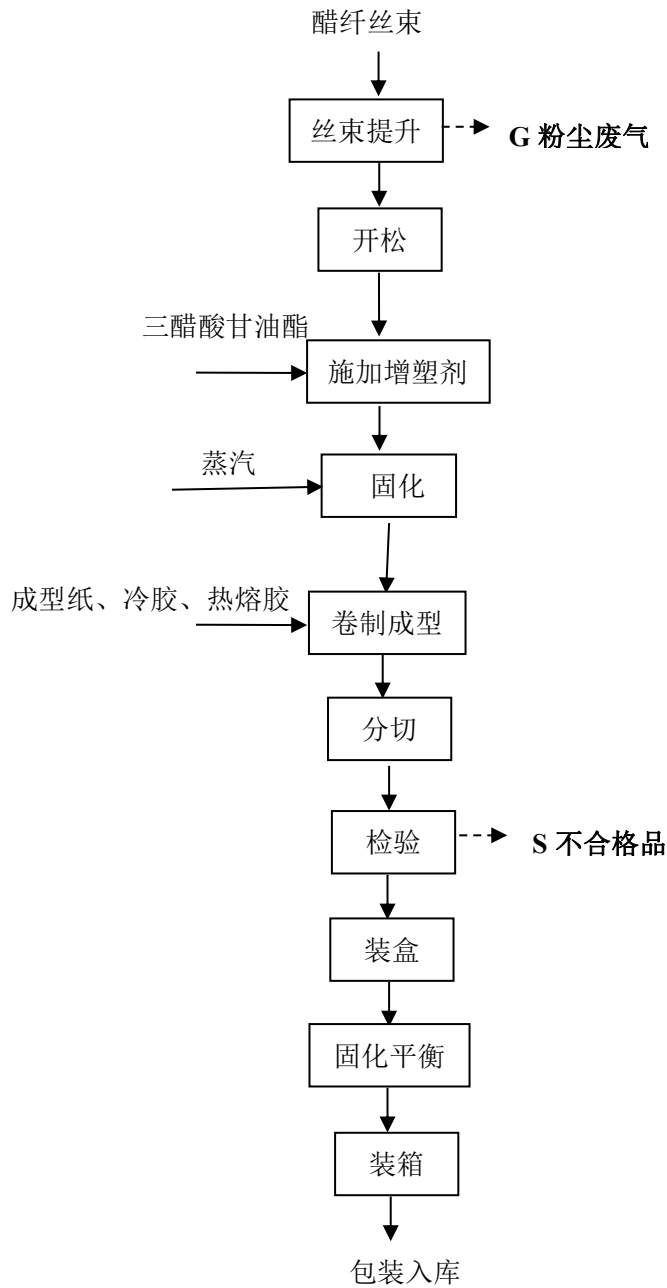 醋纤丝束
丝束提升
G 粉尘废气
开松
三醋酸甘油酯
施加增塑剂
蒸汽
固化
成型纸、冷胶、热熔胶
卷制成型
分切
检验
S 不合格品
装盒
固化平衡
装箱
包装入库